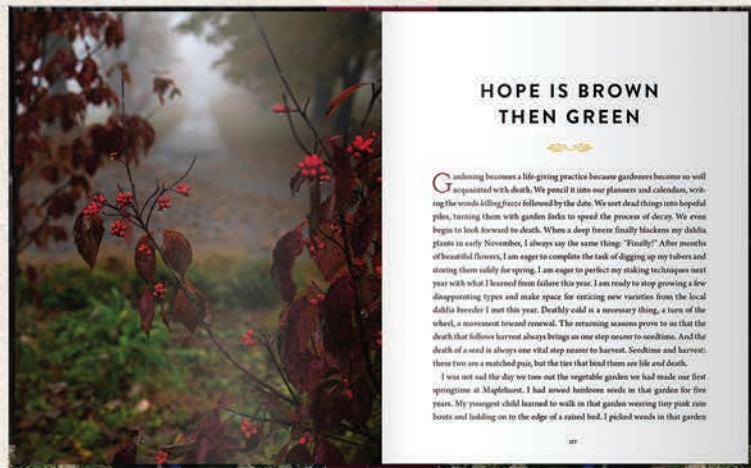 HOPE IS BROWN
THEN GREEN
Gardening becomes a life-giving practice because gardeners become so well
acquainted with death. We pencil it into our planners and calendars, writ-
ing the words killing freeze followed by the date. We sort dead things into hopeful
piles, turning them with garden forks to speed the process of decay. We even
begin to look forward to death. When a deep freeze finally blackens my dahlia
plants in early November, I always say the same thing: "Finally!" After months
of beautiful flowers, I am eager to complete the task of digging up my tubers and
storing them safely for spring. I am eager to perfect my staking techniques next
year with what I learned from failure this year. I am ready to stop growing a few
disappointing types and make space for enticing new varieties from the local
dahlia breeder I met this year. Deathly cold is a necessary thing, a turn of the
wheel, a movement toward renewal. The returning seasons prove to us that the
death that follows harvest always brings us one step nearer to seedtime. And the
death of a seed is always one vital step nearer to harvest. Seedtime and harvest:
these two are a matched pair, but the ties that bind them are life and death.
I was not sad the day we tore out the vegetable garden we had made our first
springtime at Maplehurst. I had sowed heirloom seeds in that garden for five
years. My youngest child learned to walk in that garden wearing tiny pink rain
boots and holding on to the edge of a raised bed. I picked weeds in that garden